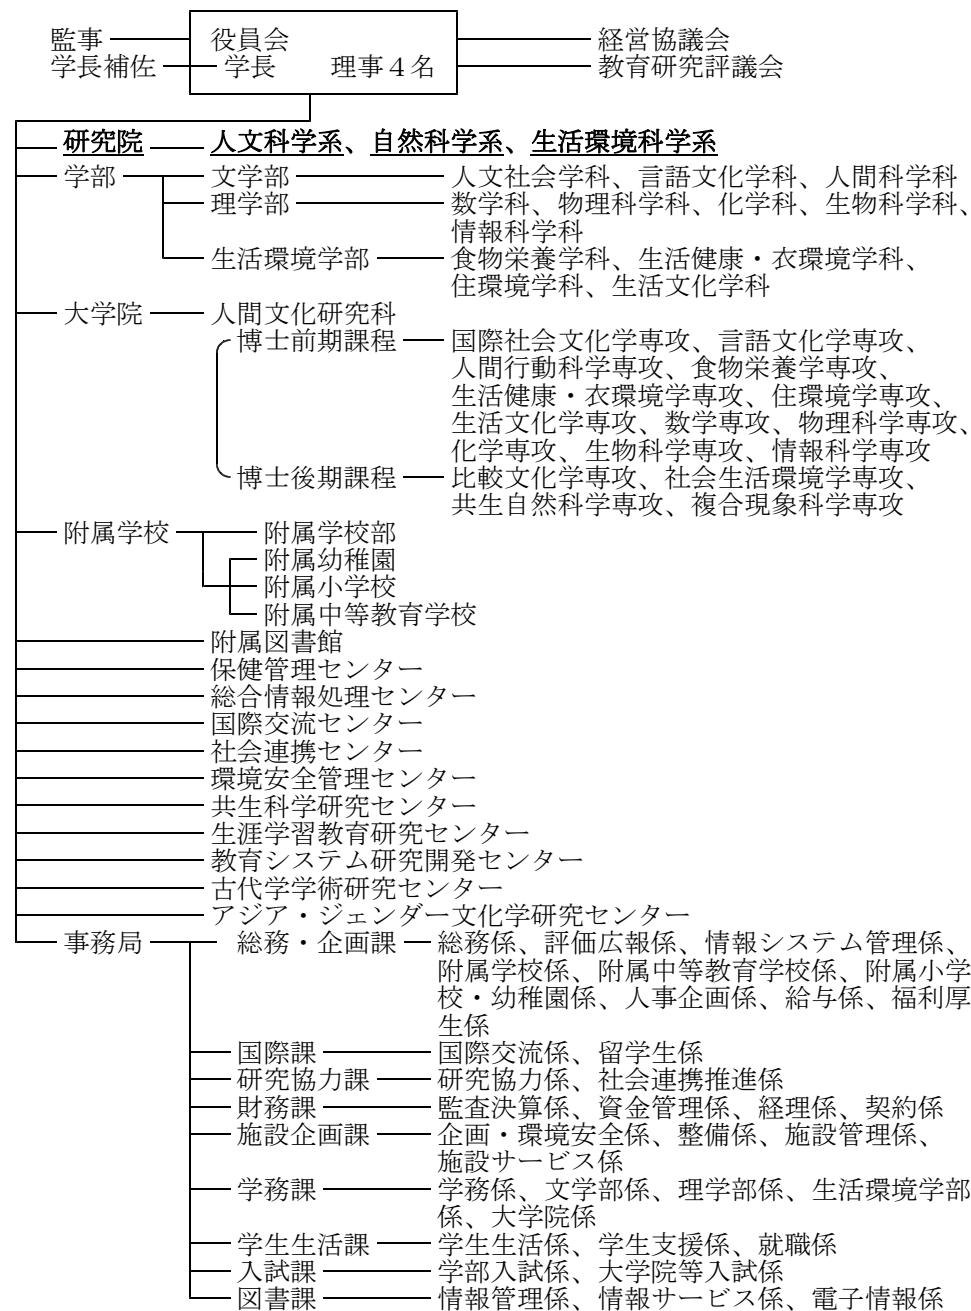 監事 役員会 経営協議会
学長補佐 学長 理事4名 教育研究評議会
研究院 人文科学系、自然科学系、生活環境科学系
学部 文学部 人文社会学科、言語文化学科、人間科学科
理学部 数学科、物理科学科、化学科、生物科学科、
情報科学科
生活環境学部 食物栄養学科、生活健康・衣環境学科、
住環境学科、生活文化学科
大学院 人間文化研究科
博士前期課程 国際社会文化学専攻、言語文化学専攻、
人間行動科学専攻、食物栄養学専攻、
生活健康・衣環境学専攻、住環境学専攻、
生活文化学専攻、数学専攻、物理科学専攻、
化学専攻、生物科学専攻、情報科学専攻
博士後期課程 比較文化学専攻、社会生活環境学専攻、
共生自然科学専攻、複合現象科学専攻
附属学校 附属学校部
附属幼稚園
附属小学校
附属中等教育学校
附属図書館
保健管理センター
総合情報処理センター
国際交流センター
社会連携センター
環境安全管理センター
共生科学研究センター
生涯学習教育研究センター
教育システム研究開発センター
古代学学術研究センター
アジア・ジェンダー文化学研究センター
事務局 総務・企画課 総務係、評価広報係、情報システム管理係、
附属学校係、附属中等教育学校係、附属小学
校・幼稚園係、人事企画係、給与係、福利厚
生係
国際課 国際交流係、留学生係
研究協力課 研究協力係、社会連携推進係
財務課 監査決算係、資金管理係、経理係、契約係
施設企画課 企画・環境安全係、整備係、施設管理係、
施設サービス係
学務課 学務係、文学部係、理学部係、生活環境学部
係、大学院係
学生生活課 学生生活係、学生支援係、就職係
入試課 学部入試係、大学院等入試係
図書課 情報管理係、情報サービス係、電子情報係